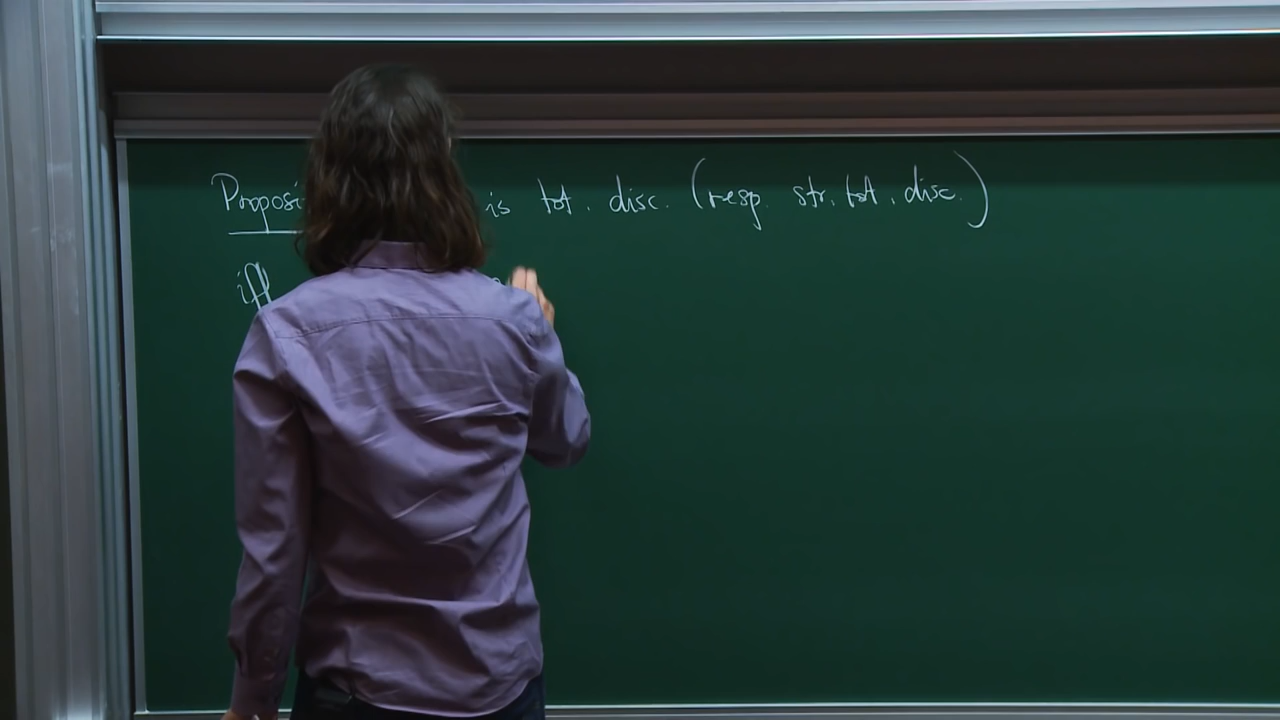 Proposi is tot. disc. (resp. str. tot. disc.)
iff